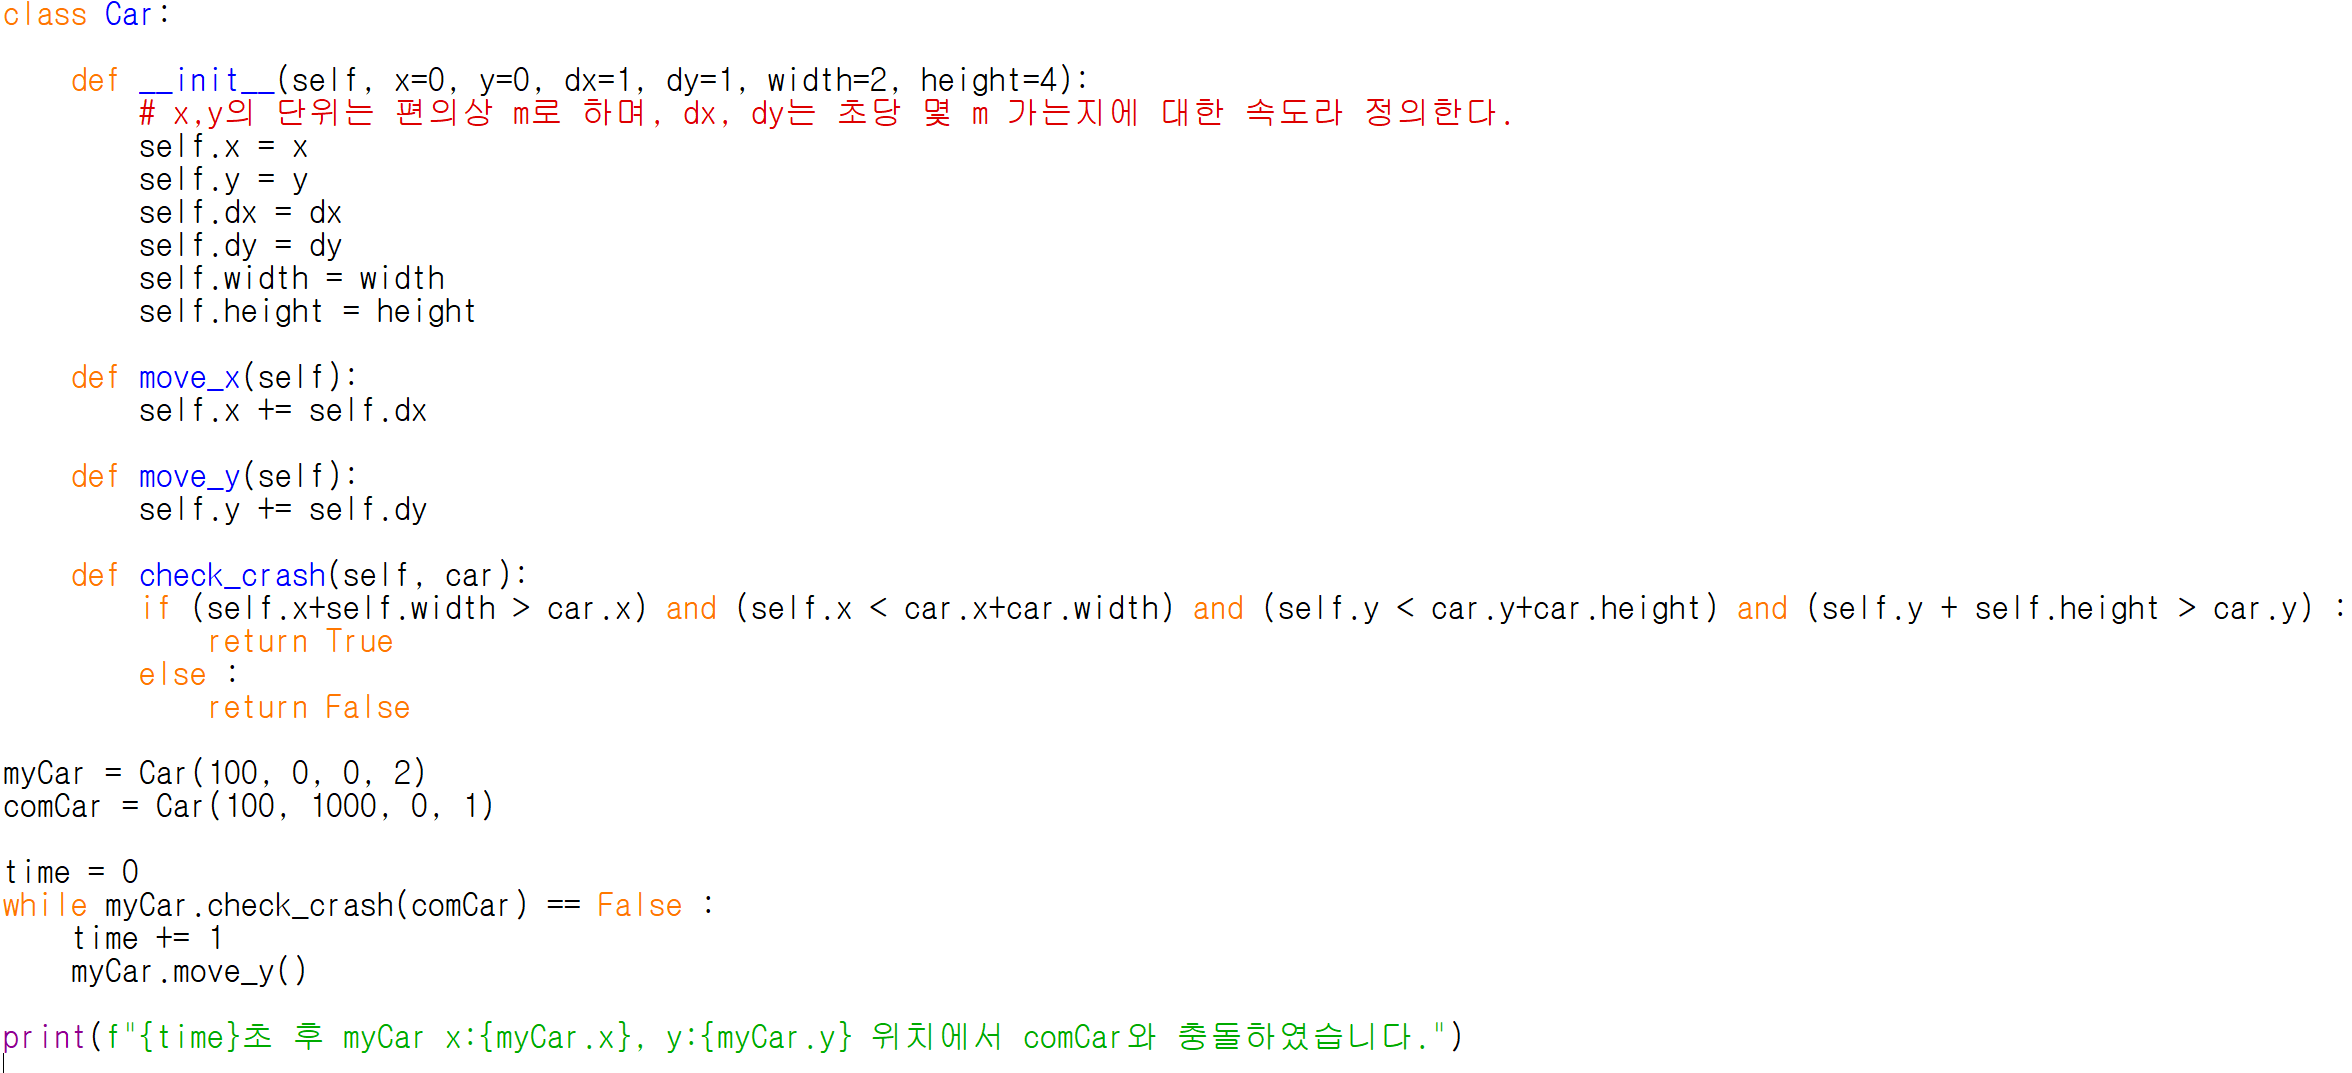 class Car:
    def __init__(self, x=0, y=0, dx=1, dy=1, width=2, height=4):
        # x,y의 단위는 편의상 m로 하며, dx, dy는 초당 몇 m 가는지에 대한 속도라 정의한다.
        self.x = x
        self.y = y
        self.dx = dx
        self.dy = dy
        self.width = width
        self.height = height
    def move_x(self):
        self.x += self.dx
    def move_y(self):
        self.y += self.dy
    def check_crash(self, car):
        if (self.x+self.width > car.x) and (self.x < car.x+car.width) and (self.y < car.y+car.height) and (self.y + self.height > car.y) :
            return True
        else :
            return False
myCar = Car(100, 0, 0, 2)
comCar = Car(100, 1000, 0, 1)
time = 0
while myCar.check_crash(comCar) == False :
    time += 1
    myCar.move_y()
print(f"{time}초 후 myCar x:{myCar.x}, y:{myCar.y} 위치에서 comCar와 충돌하였습니다.")